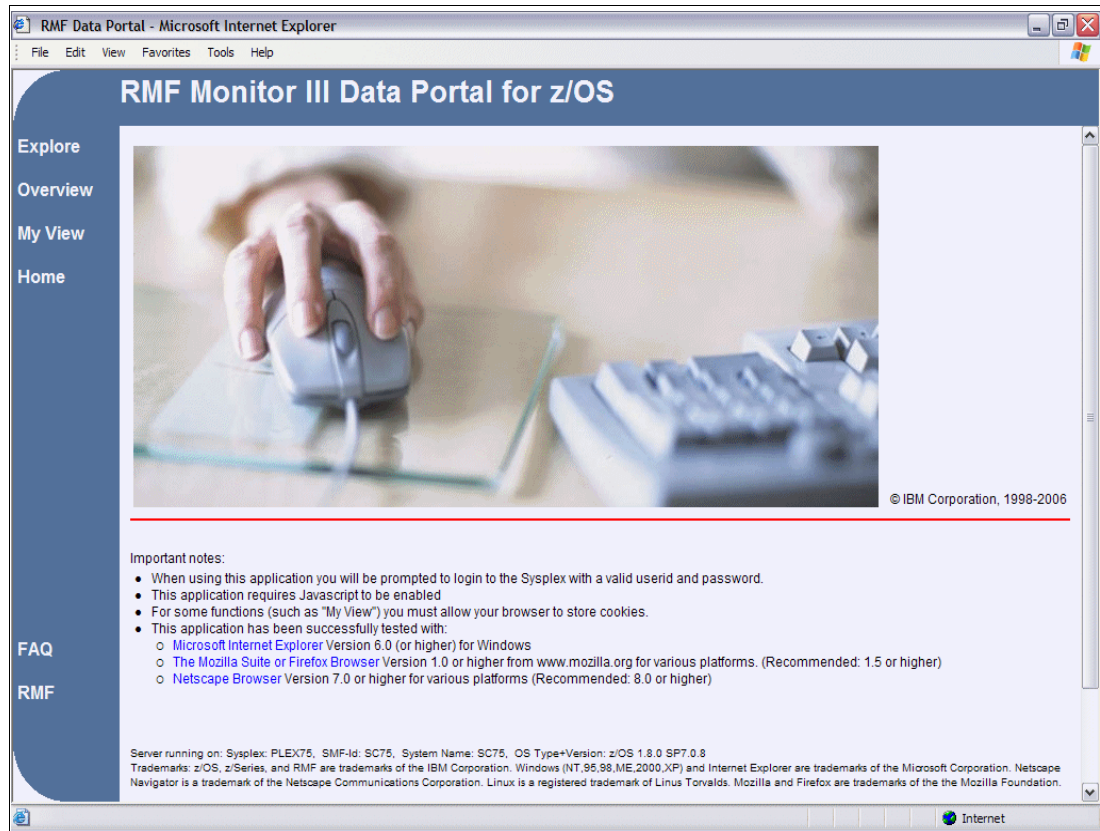 RMF Data Portal - Microsoft Internet Explorer
File Edit View Favorites Tools Help
RMF Monitor III Data Portal for z/OS
Explore
Overview
My View
Home
© IBM Corporation, 1998-2006
Important notes:
● When using this application you will be prompted to login to the Sysplex with a valid userid and password.
● This application requires Javascript to be enabled
● For some functions (such as "My View") you must allow your browser to store cookies.
● This application has been successfully tested with:
○ Microsoft Internet Explorer Version 6.0 (or higher) for Windows
○ The Mozilla Suite or Firefox Browser Version 1.0 or higher from www.mozilla.org for various platforms. (Recommended: 1.5 or higher)
○ Netscape Browser Version 7.0 or higher for various platforms (Recommended: 8.0 or higher)
FAQ
RMF
Server running on: Sysplex: PLEX75, SMF-Id: SC75, System Name: SC75, OS Type+Version: z/OS 1.8.0 SP7.0.8
Trademarks: z/OS, z/Series, and RMF are trademarks of the IBM Corporation. Windows (NT,95,98,ME,2000,XP) and Internet Explorer are trademarks of the Microsoft Corporation. Netscape
Navigator is a trademark of the Netscape Communications Corporation. Linux is a registered trademark of Linus Torvalds. Mozilla and Firefox are trademarks of the the Mozilla Foundation.
Internet